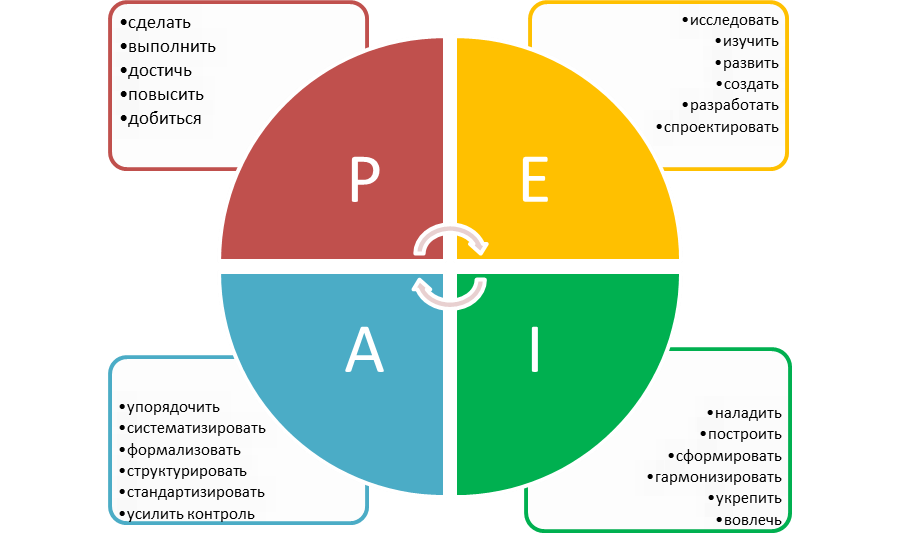 •сделать
•выполнить
•достичь
•повысить
•добиться
•исследовать
•изучить
•развить
•создать
•разработать
•спроектировать
P
E
A
I
•упорядочить
•систематизировать
•формализовать
•структурировать
•стандартизировать
•усилить контроль
•наладить
•построить
•сформировать
•гармонизировать
•укрепить
•вовлечь